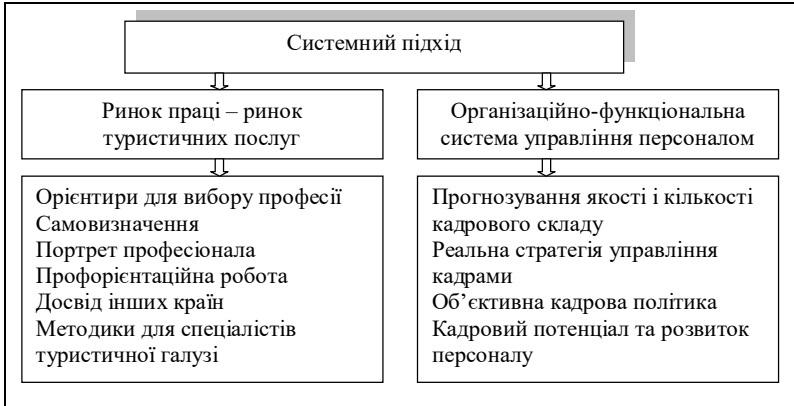 Системний підхід
Ринок праці – ринок
туристичних послуг
Організаційно-функціональна
система управління персоналом
Орієнтири для вибору професії
Самовизначення
Портрет професіонала
Профорієнтаційна робота
Досвід інших країн
Методики для спеціалістів
туристичної галузі
Прогнозування якості і кількості
кадрового складу
Реальна стратегія управління
кадрами
Об’єктивна кадрова політика
Кадровий потенціал та розвиток
персоналу